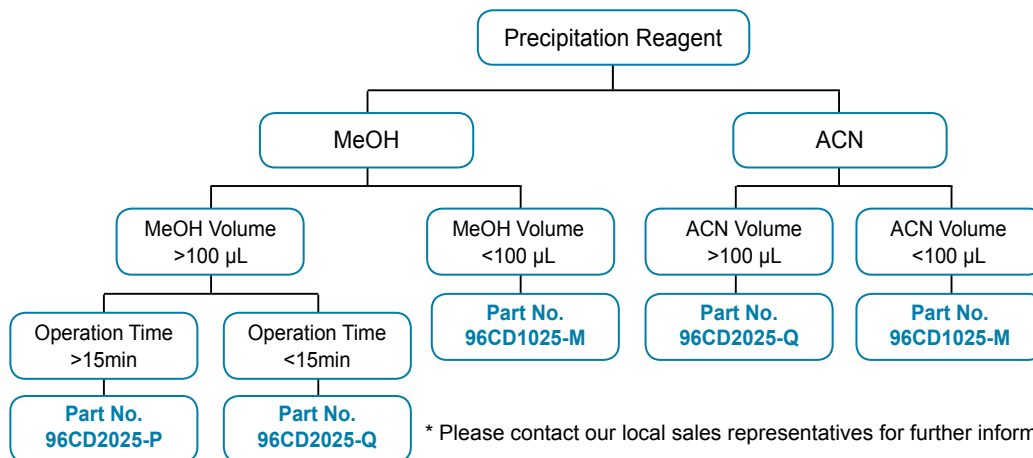 Precipitation Reagent
MeOH
ACN
MeOH Volume
>100 µL
MeOH Volume
<100 µL
ACN Volume
>100 µL
ACN Volume
<100 µL
Part No.
96CD1025-M
Part No.
96CD2025-Q
Part No.
96CD1025-M
Operation Time
>15min
Operation Time
<15min
Part No.
96CD2025-P
Part No.
96CD2025-Q
* Please contact our local sales representatives for further inform